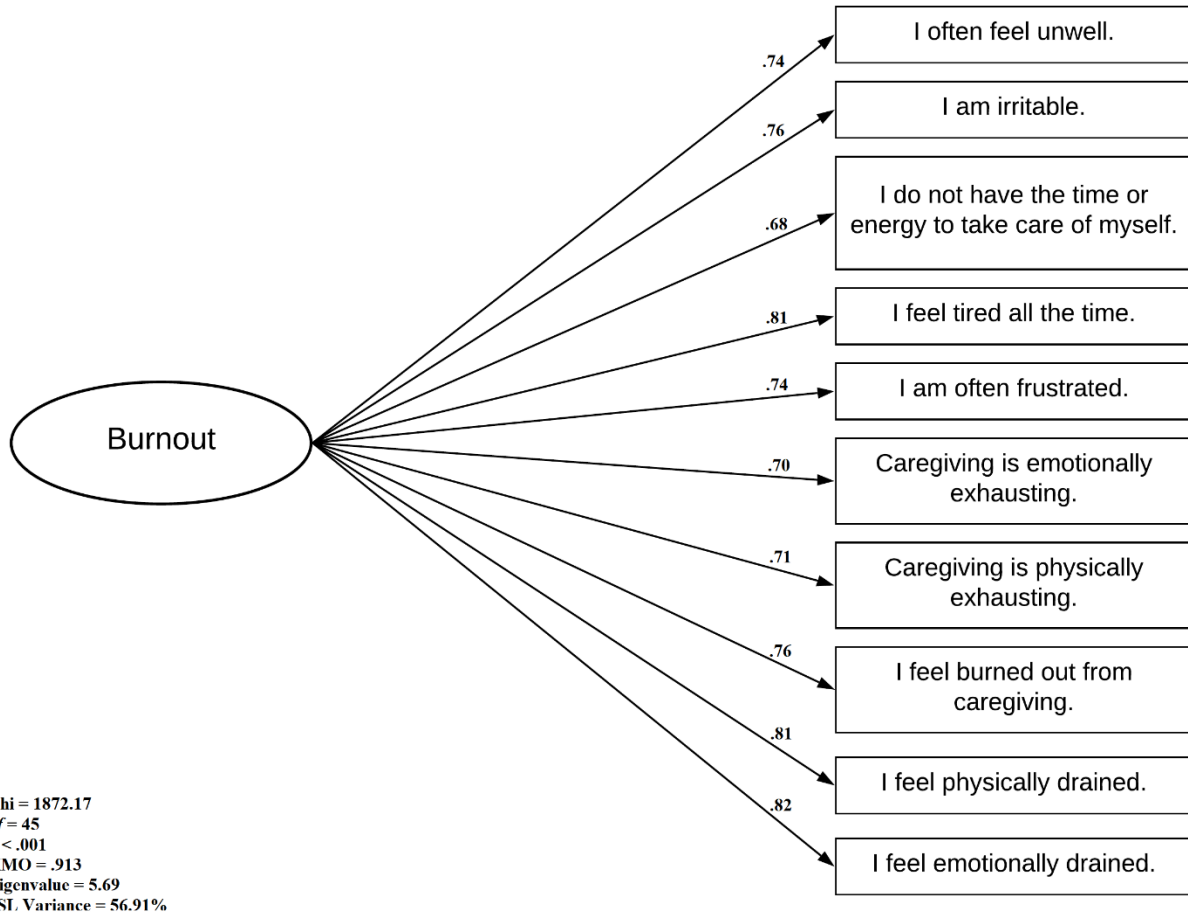 I often feel unwell.
.74
I am irritable.
.76
I do not have the time or
energy to take care of myself.
.68
I feel tired all the time.
.81
I am often frustrated.
.74
Burnout
Caregiving is emotionally
exhausting.
.70
Caregiving is physically
exhausting.
.71
I feel burned out from
caregiving.
.76
I feel physically drained.
.81
I feel emotionally drained.
.82
hi = 1872.17
f = 45
< .001
MO = .913
igenvalue = 5.69
SL Variance = 56.91%